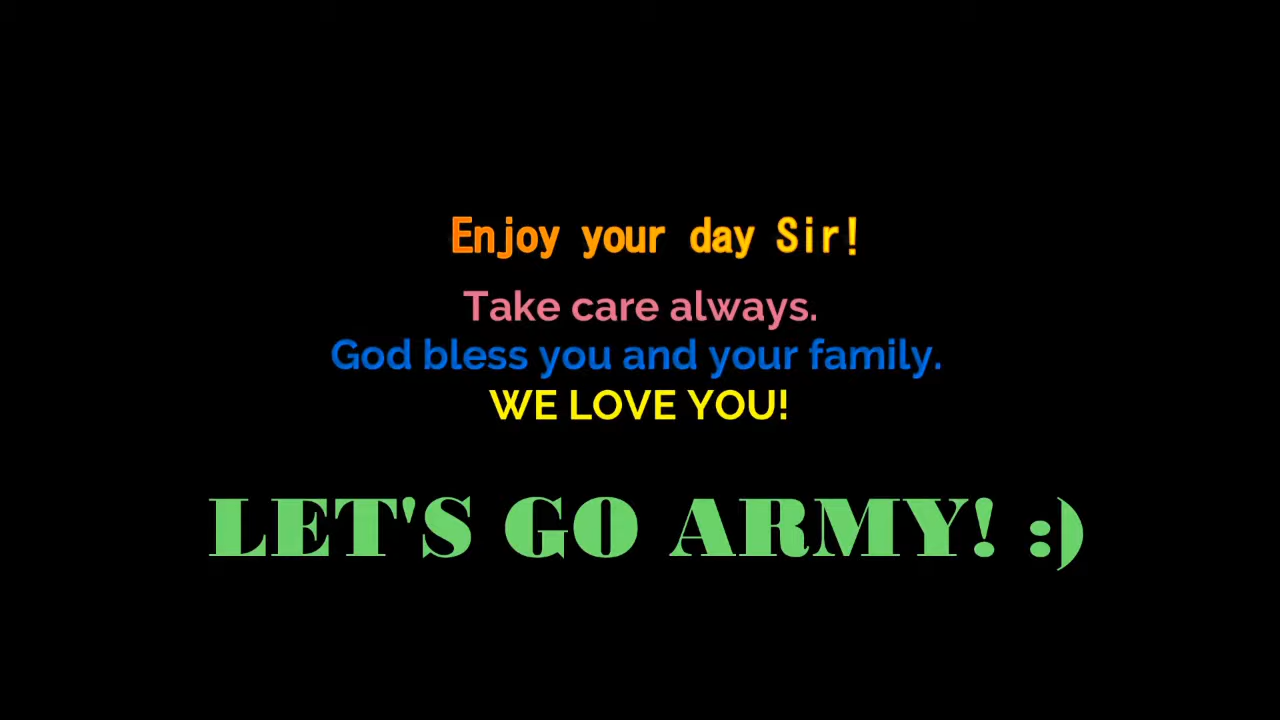 Enjoy your day Sir!
Take care always.
God bless you and your family.
WE LOVE YOU!
LET'S GO ARMY! :)